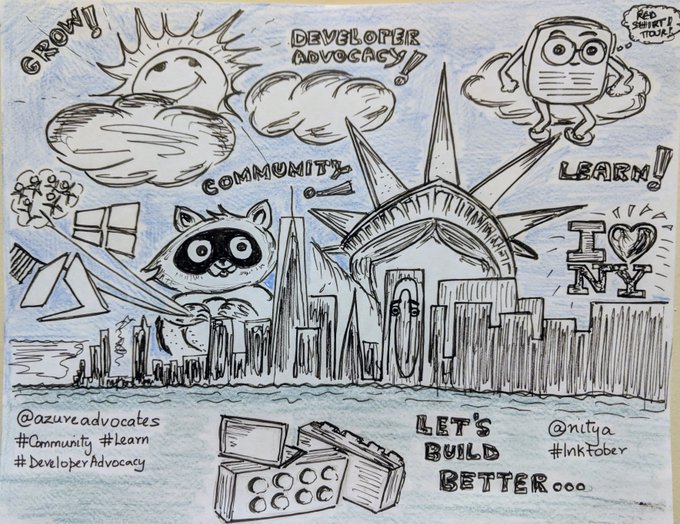 GROW!
DEVELOPER
ADVOCACY!
RED
SHIRT
TOUR!
COMMUNITY!
LEARN!
I ♥
NY
@azureadvocates
#Community #Learn
#DeveloperAdvocacy
LET'S
BUILD
BETTER...
@nitya
#Inktober